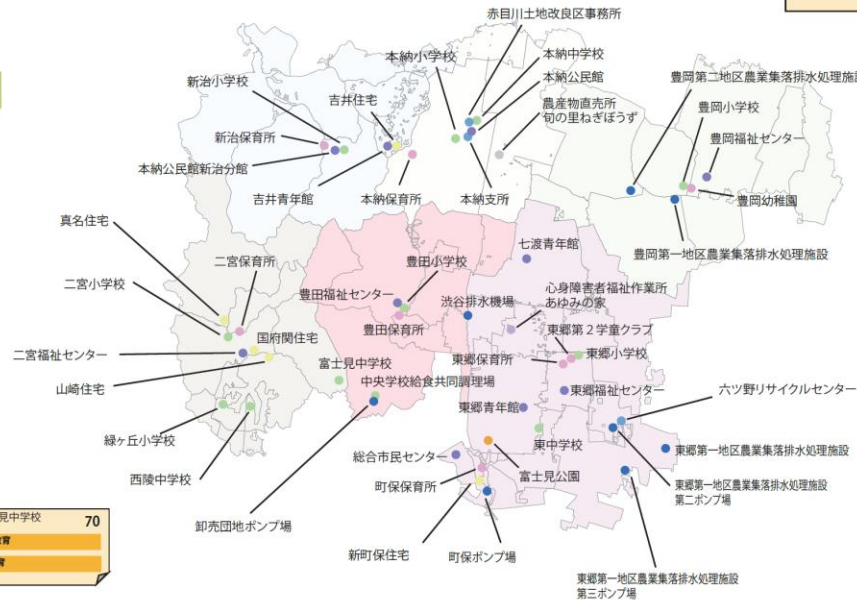 赤目川土地改良区事務所
本納小学校
本納中学校
新治小学校
本納公民館
豊岡第二地区農業集落排水処理施
吉井住宅
農産物直売所
旬の里ねぎぼうず
豊岡小学校
新治保育所
豊岡福祉センター
本納公民館新治分館
吉井青年館
本納保育所
本納支所
豊岡幼稚園
真名住宅
豊岡第一地区農業集落排水処理施設
七渡青年館
二宮保育所
豊田小学校
二宮小学校
豊田福祉センター
渋谷排水機場
心身障害者福祉作業所
あゆみの家
豊田保育所
東郷第2学童クラブ
国府関住宅
二宮福祉センター
東郷保育所
東郷小学校
富士見中学校
山崎住宅
中央学校給食共同調理場
東郷福祉センター
六ツ野リサイクルセンター
東郷青年館
緑ヶ丘小学校
東中学校
東郷第一地区農業集落排水処理施設
総合市民センター
西陵中学校
富士見公園
町保保育所
東郷第一地区農業集落排水処理施設
第二ポンプ場
卸売団地ポンプ場
見中学校 70
育
育
新町保住宅
町保ポンプ場
東郷第一地区農業集落排水処理施設
第三ポンプ場